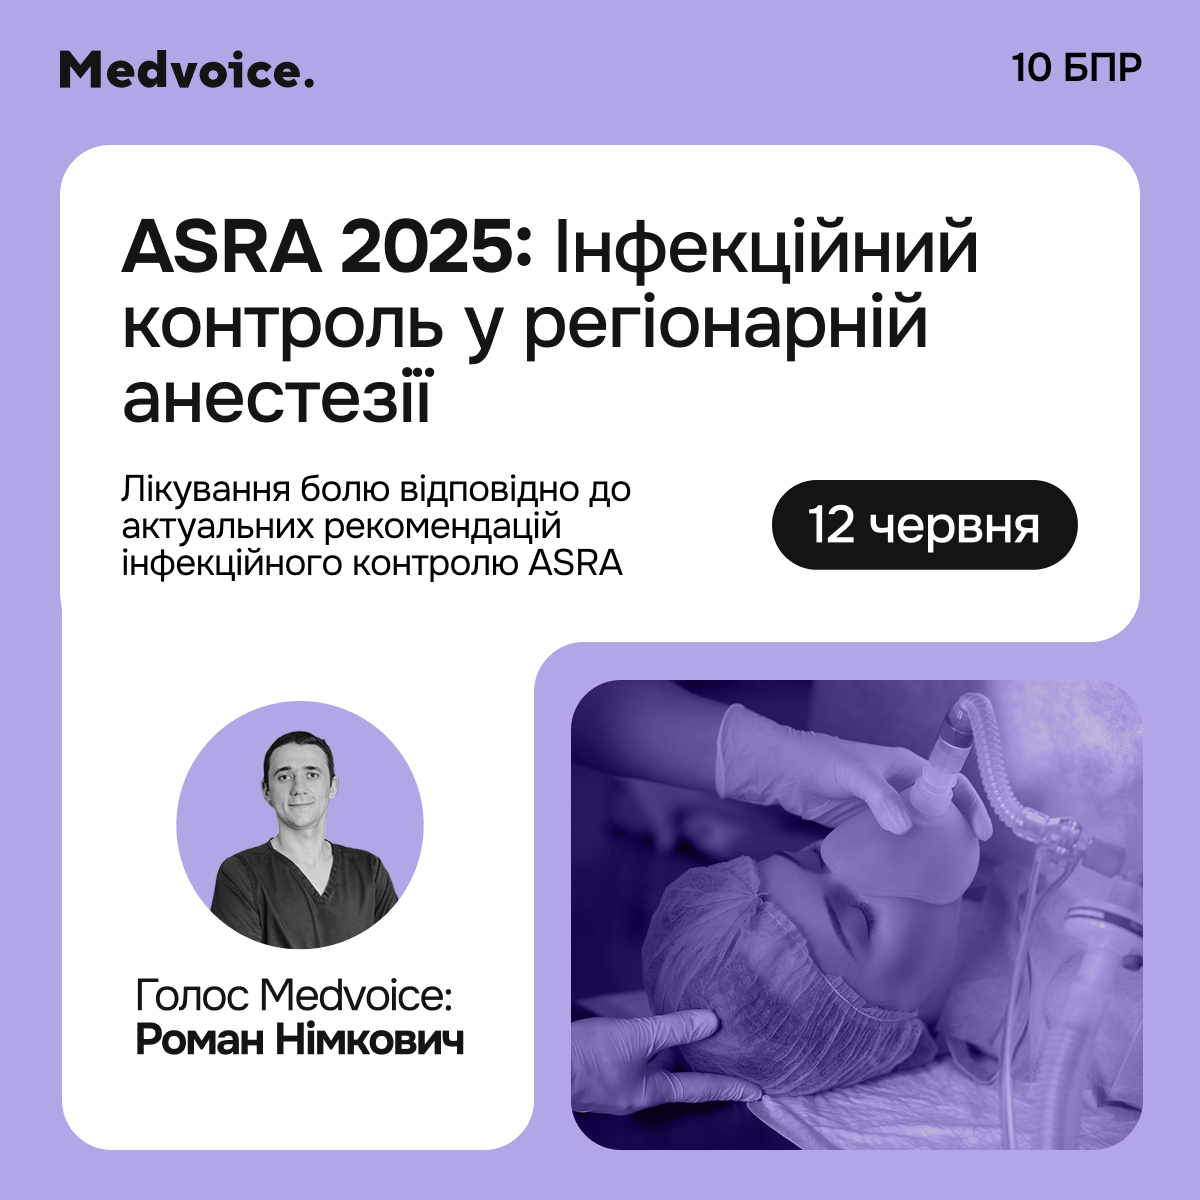 Medvoice.
10 БПР
ASRA 2025: Інфекційний
контроль у регіонарній
анестезії
Лікування болю відповідно до
актуальних рекомендацій
інфекційного контролю ASRA
12 червня
Голос Medvoice:
Роман Німкович